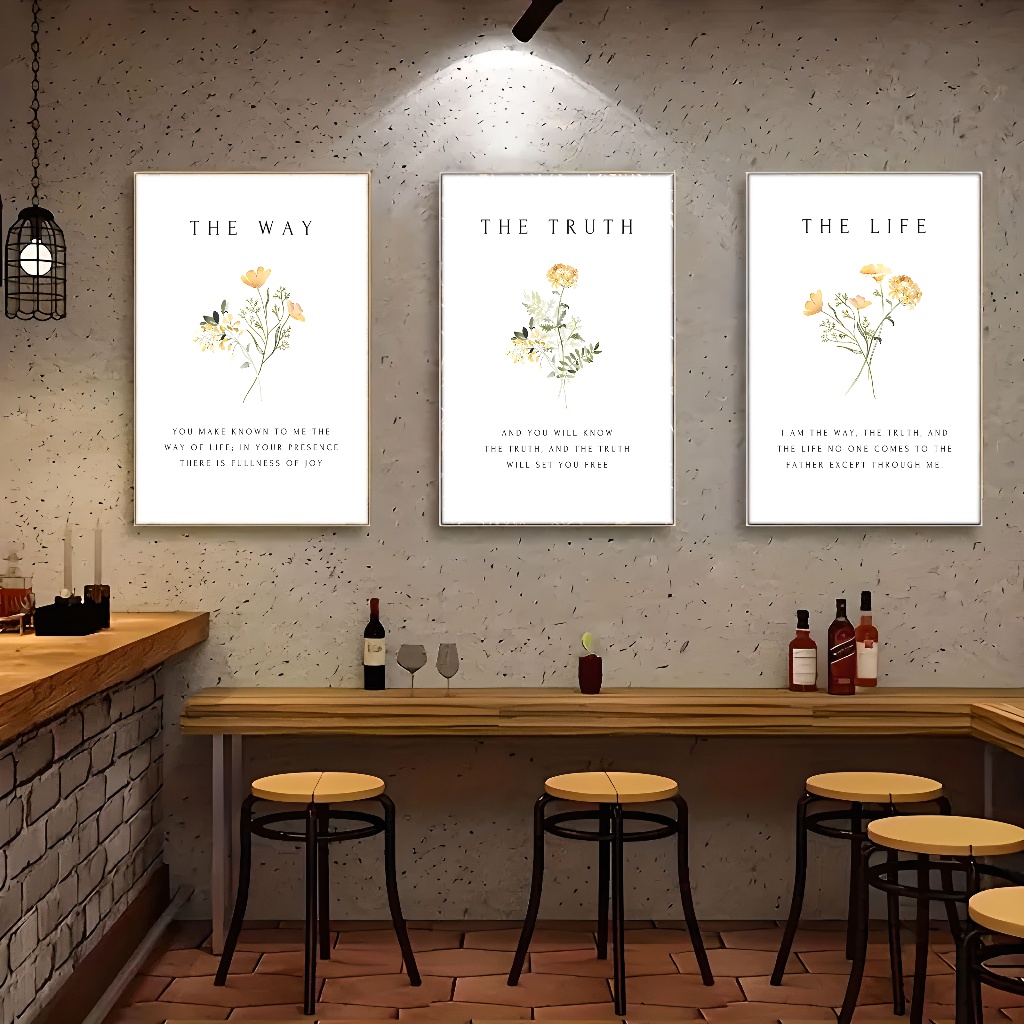 THE WAY
YOU MAKE KNOWN TO ME THE
WAY OF LIFE; IN YOUR PRESENCE
THERE IS FULLNESS OF JOY
THE TRUTH
AND YOU WILL KNOW
THE TRUTH, AND THE TRUTH
WILL SET YOU FREE
THE LIFE
I AM THE WAY, THE TRUTH, AND
THE LIFE NO ONE COMES TO THE
FATHER EXCEPT THROUGH ME.